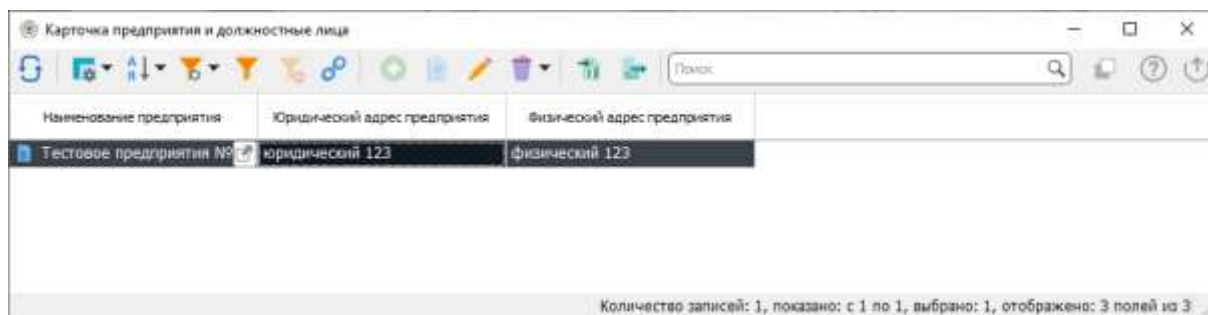 Карточка предприятия и должностные лица
Поиск
Наименование предприятия Юридический адрес предприятия Физический адрес предприятия
Тестовое предприятия № юридический 123 физический 123
Количество записей: 1, показано: с 1 по 1, выбрано: 1, отображено: 3 полей из 3